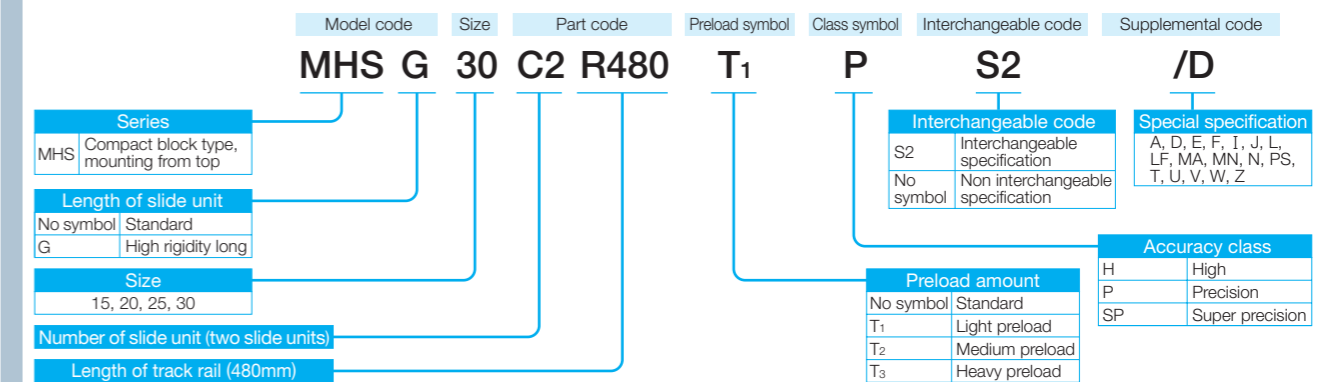 Model code Size Part code Preload symbol Class symbol Interchangeable code Supplemental code
MHS G 30 C2 R480 T1 P S2 /D
Series
MHS Compact block type,
mounting from top
Length of slide unit
No symbol Standard
G High rigidity long
Size
15, 20, 25, 30
Number of slide unit (two slide units)
Length of track rail (480mm)
Interchangeable code
S2 Interchangeable
specification
No
symbol Non interchangeable
specification
Special specification
A, D, E, F, I, J, L,
LF, MA, MN, N, PS,
T, U, V, W, Z
Accuracy class
H High
P Precision
SP Super precision
Preload amount
No symbol Standard
T1 Light preload
T2 Medium preload
T3 Heavy preload